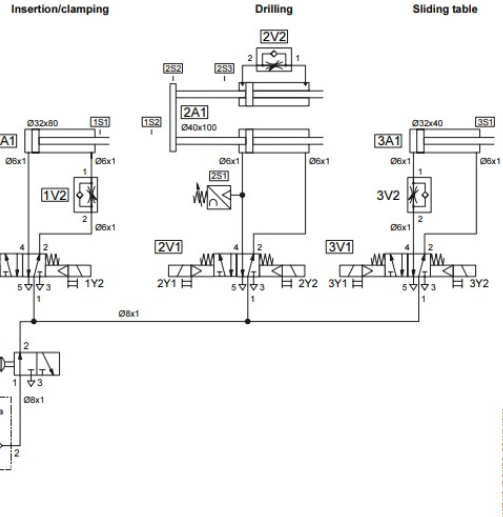 Insertion/clamping
Drilling
Sliding table
2V2
2 1
2S2 2S3
2A1
Ø40x100
1S2
Ø32x80
1S1
A1
Ø6x1 Ø6x1
1
1V2
2
Ø6x1
Ø6x1 Ø6x1
2S1
Ø32x40
3S1
3A1
Ø6x1 Ø6x1
1
3V2
2
Ø6x1
4 2
5 3
1
1Y2
2V1
4 2
2Y1
5 3
1
2Y2
3V1
4 2
3Y1
5 3
1
3Y2
Ø8x1
2
1 3
Ø8x1
a
2